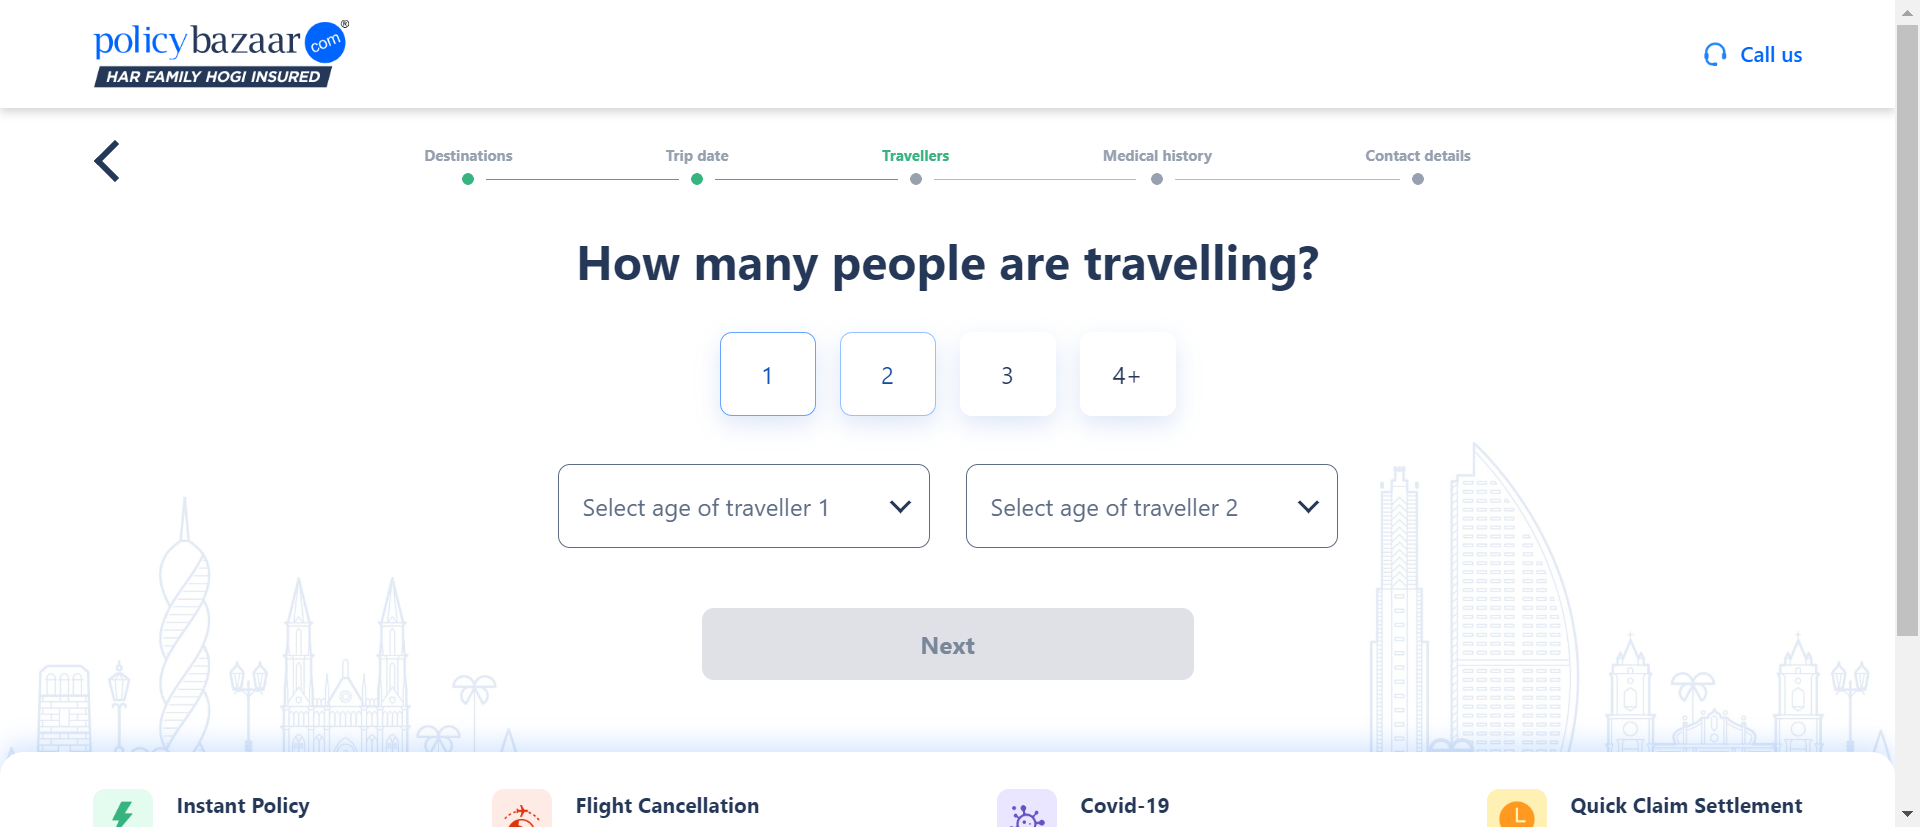 policybazaar com ®
HAR FAMILY HOGI INSURED
Call us
Destinations
Trip date
Travellers
Medical history
Contact details
How many people are travelling?
1
2
3
4+
Select age of traveller 1
Select age of traveller 2
Next
Instant Policy
Flight Cancellation
Covid-19
Quick Claim Settlement